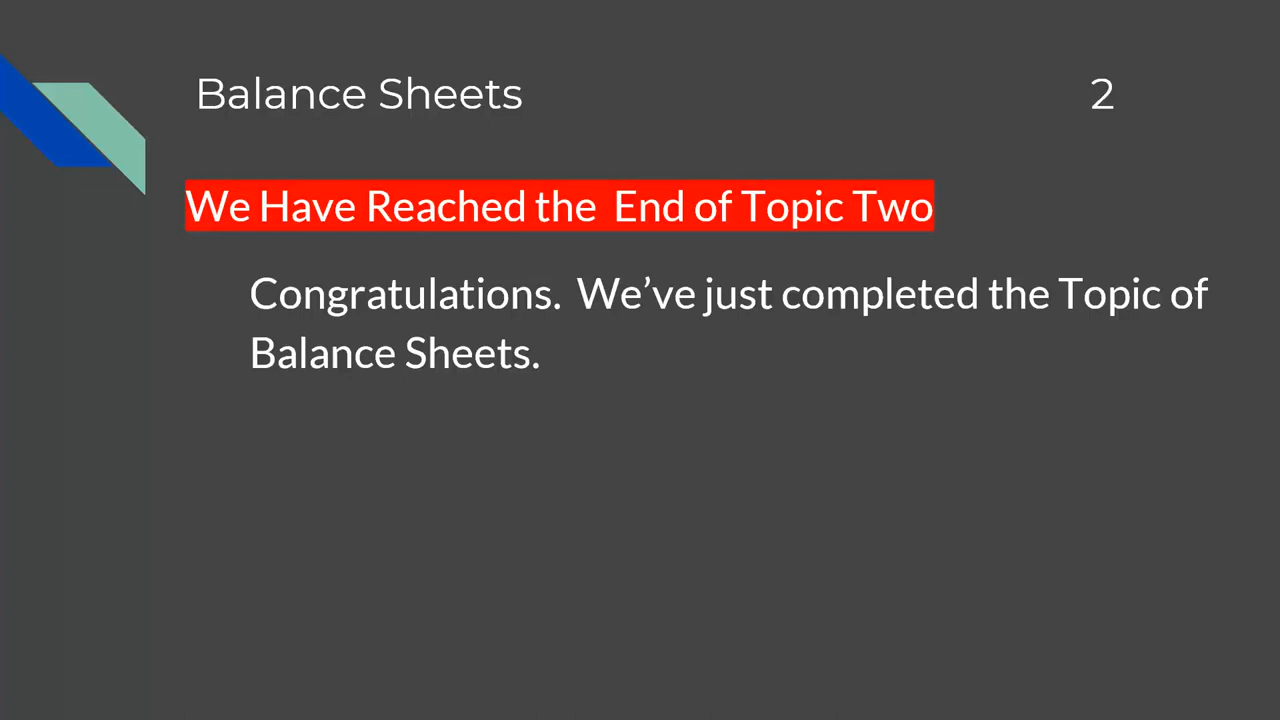 Balance Sheets 2
We Have Reached the  End of Topic Two
Congratulations.  We’ve just completed the Topic of
Balance Sheets.